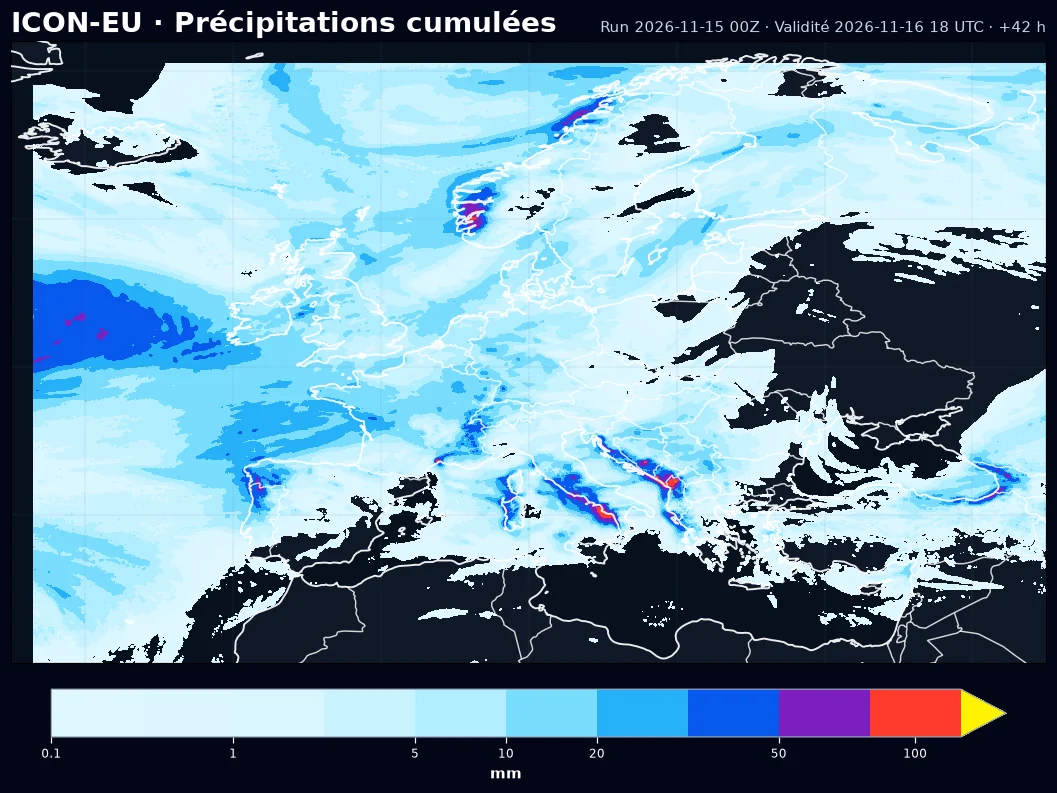 ICON-EU · Précipitations cumulées
Run 2026-11-15 00Z · Validité 2026-11-16 18 UTC · +42 h
0.1 1 5 10 20 50 100
mm